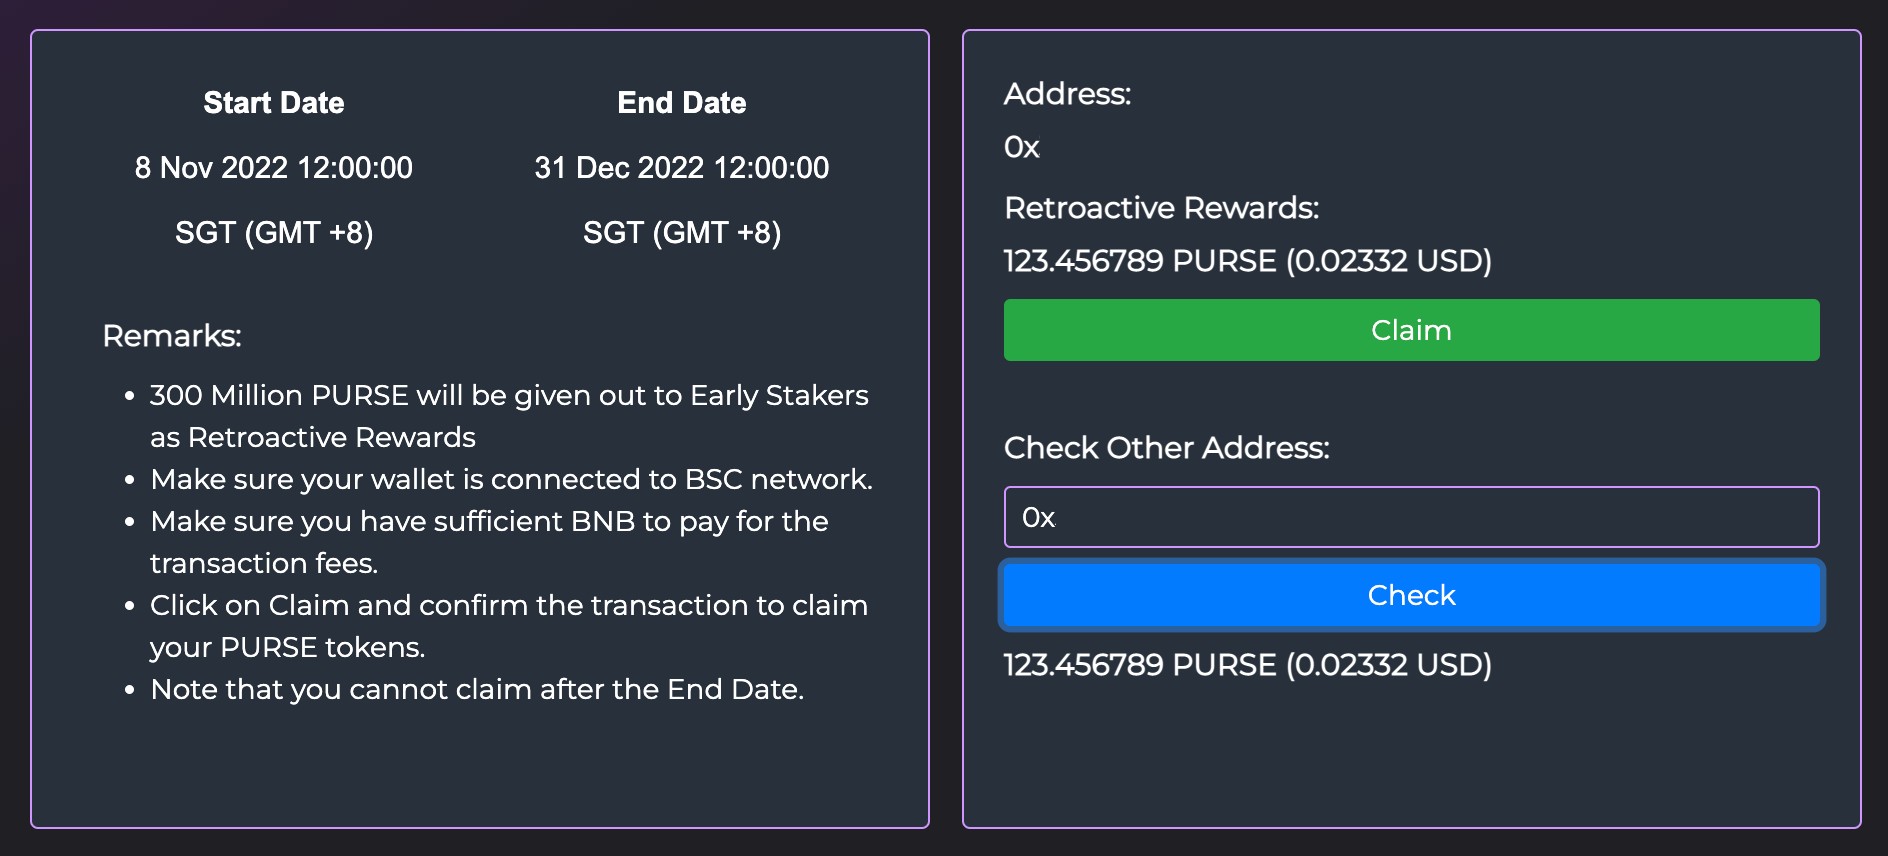 Start Date
End Date
8 Nov 2022 12:00:00
31 Dec 2022 12:00:00
SGT (GMT +8)
SGT (GMT +8)
Remarks:
• 300 Million PURSE will be given out to Early Stakers
as Retroactive Rewards
• Make sure your wallet is connected to BSC network.
• Make sure you have sufficient BNB to pay for the
transaction fees.
• Click on Claim and confirm the transaction to claim
your PURSE tokens.
• Note that you cannot claim after the End Date.
Address:
0x
Retroactive Rewards:
123.456789 PURSE (0.02332 USD)
Claim
Check Other Address:
0x
Check
123.456789 PURSE (0.02332 USD)